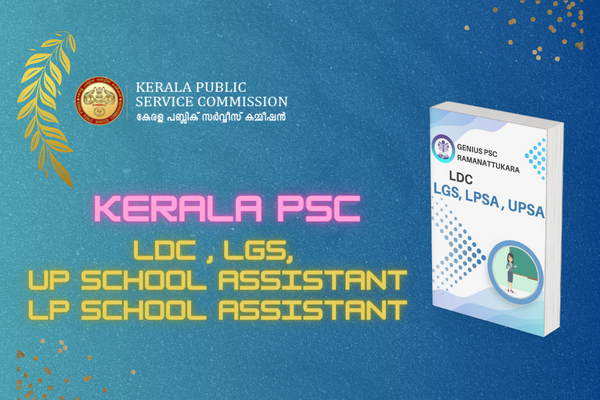 KERALA PUBLIC
SERVICE COMMISSION
കേരള പബ്ലിക് സർവ്വീസ് കമ്മീഷൻ
KERALA PSC
LDC , LGS,
UP SCHOOL ASSISTANT
LP SCHOOL ASSISTANT
GENIUS PSC
RAMANATTUKARA
LDC
LGS, LPSA , UPSA